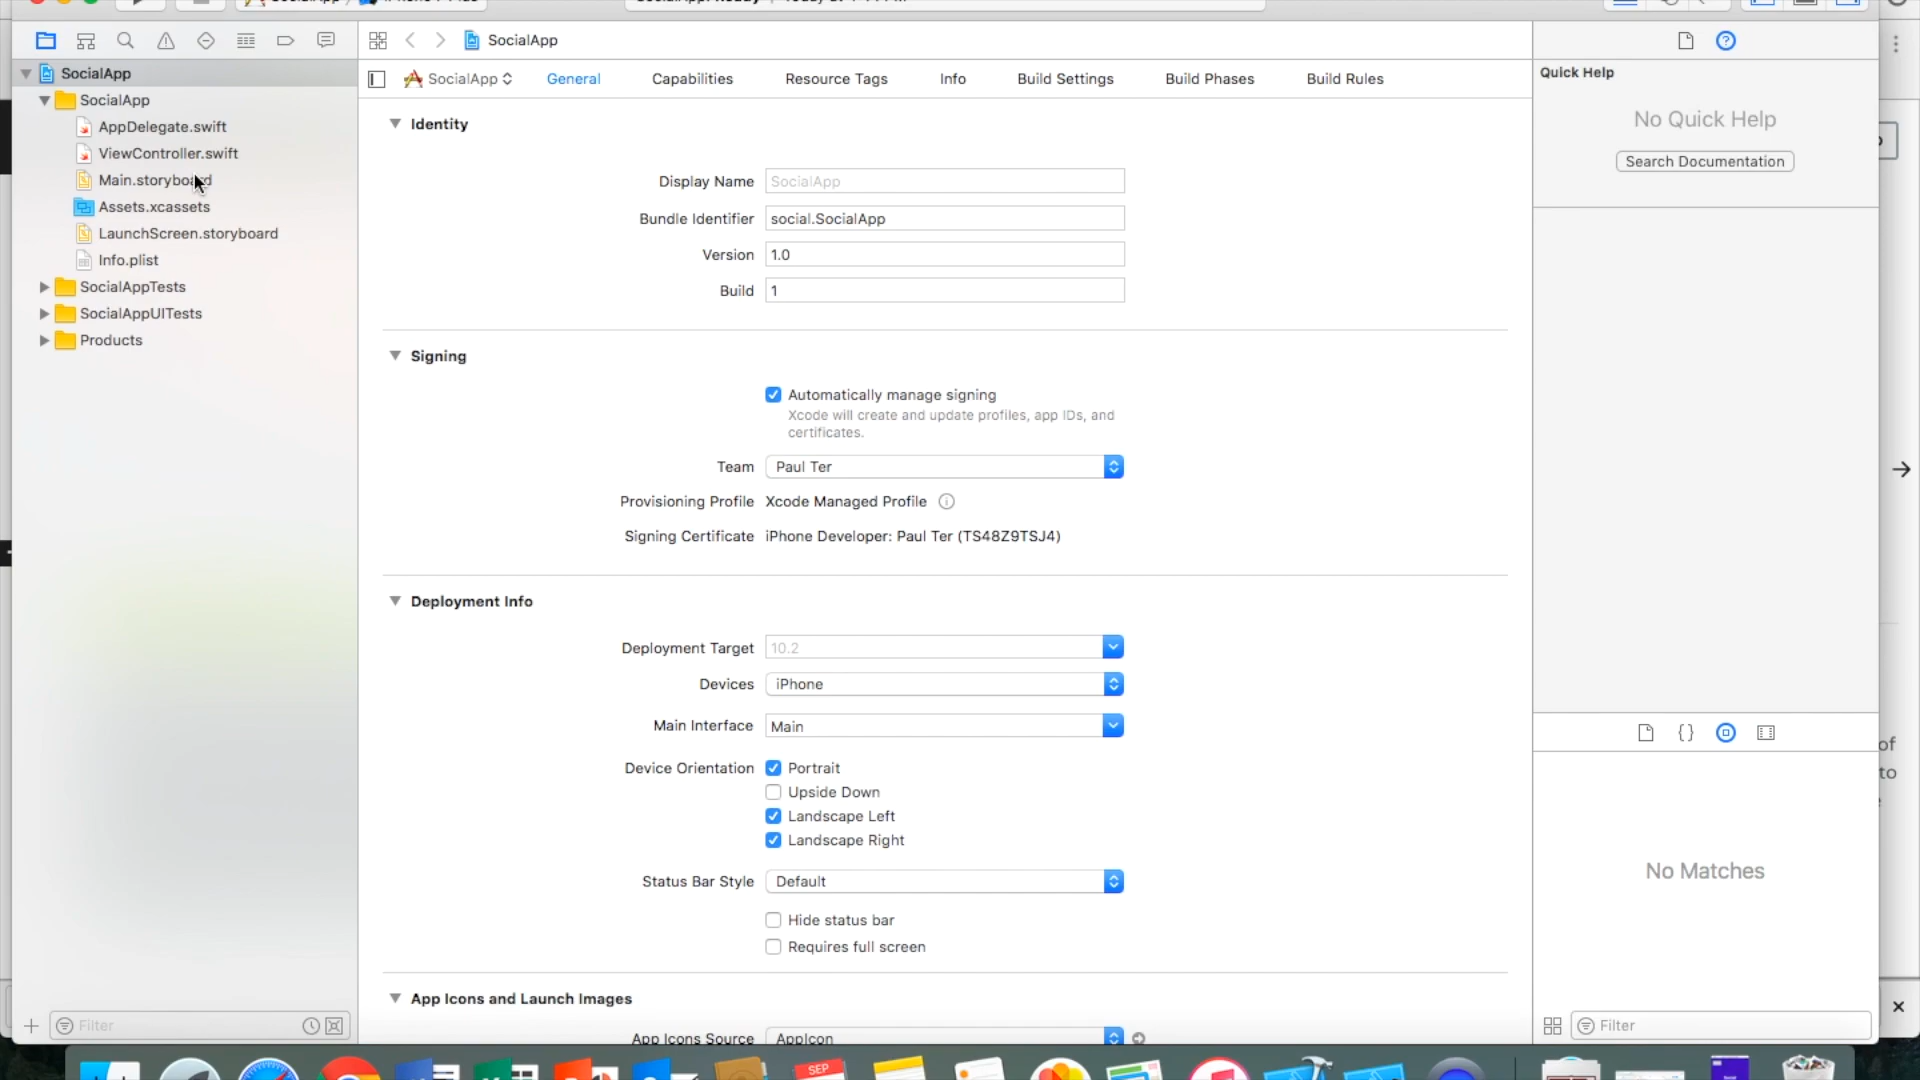 SocialApp
SocialApp
SocialApp
AppDelegate.swift
ViewController.swift
Main.storyboard
Assets.xcassets
LaunchScreen.storyboard
Info.plist
SocialAppTests
SocialAppUITests
Products
Filter
SocialApp
General
Capabilities
Resource Tags
Info
Build Settings
Build Phases
Build Rules
Identity
Display Name SocialApp
Bundle Identifier social.SocialApp
Version 1.0
Build 1
Signing
Automatically manage signing
Xcode will create and update profiles, app IDs, and
certificates.
Team Paul Ter
Provisioning Profile Xcode Managed Profile
Signing Certificate iPhone Developer: Paul Ter (TS48Z9TSJ4)
Deployment Info
Deployment Target 10.2
Devices iPhone
Main Interface Main
Device Orientation Portrait
Upside Down
Landscape Left
Landscape Right
Status Bar Style Default
Hide status bar
Requires full screen
App Icons and Launch Images
App Icons Source AppIcon
Quick Help
No Quick Help
Search Documentation
No Matches
Filter
of
to
SEP